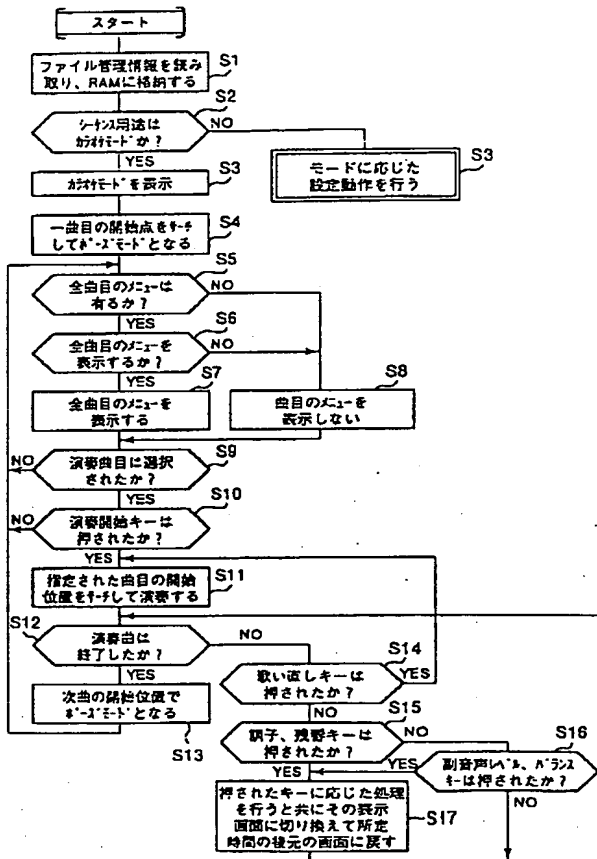 スタート
S1
ファイル管理情報を読み
取り、RAMに格納する
S2
シーケンス用途は
カラオケモードか？
NO
YES
S3
カラオケモードを表示
S3
モードに応じた
設定動作を行う
S4
一曲目の開始点をサーチ
してポーズモードとなる
S5
全曲目のメニューは
有るか？
NO
YES
S6
全曲目のメニューを
表示するか？
NO
YES
S7
全曲目のメニューを
表示する
S8
曲目のメニューを
表示しない
S9
NO
演奏曲目に選択
されたか？
YES
S10
NO
演奏開始キーは
押されたか？
YES
S11
指定された曲目の開始
位置をサーチして演奏する
S12
演奏曲は
終了したか？
NO
YES
次曲の開始位置で
ポーズモードとなる
S13
S14
歌い直しキーは
押されたか？
YES
NO
S15
調子、残響キーは
押されたか？
NO
YES
S16
副音声レベル、バランス
キーは押されたか？
YES
NO
押されたキーに応じた処理
を行うと共にその表示
画面に切り換えて所定
時間の後元の画面に戻す
S17